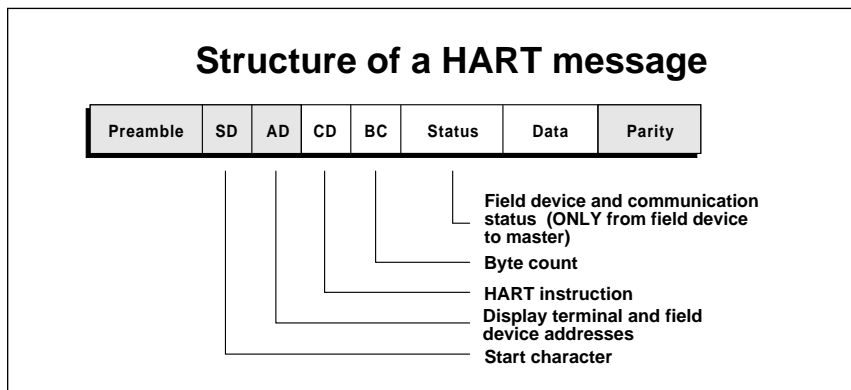 Structure of a HART message
Preamble SD AD CD BC Status Data Parity
Field device and communication
status (ONLY from field device
to master)
Byte count
HART instruction
Display terminal and field
device addresses
Start character